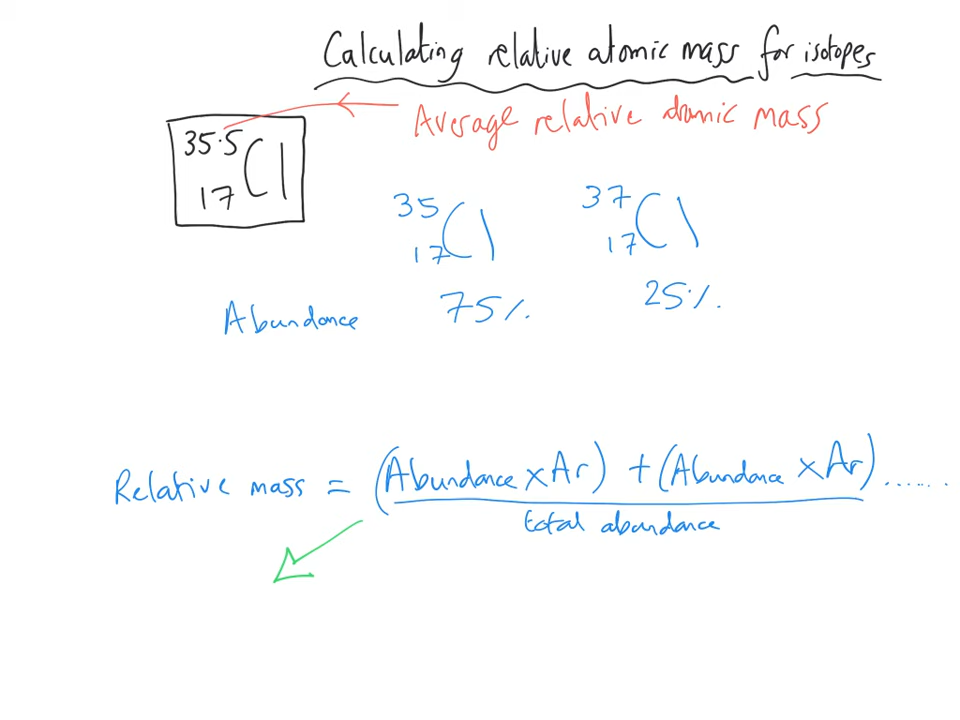 Calculating relative atomic mass for isotopes
Average relative atomic mass
35.5
17 Cl
35 37
17 Cl 17 Cl
Abundance 75% 25%
Relative mass = (Abundance × Ar) + (Abundance × Ar) ......
total abundance